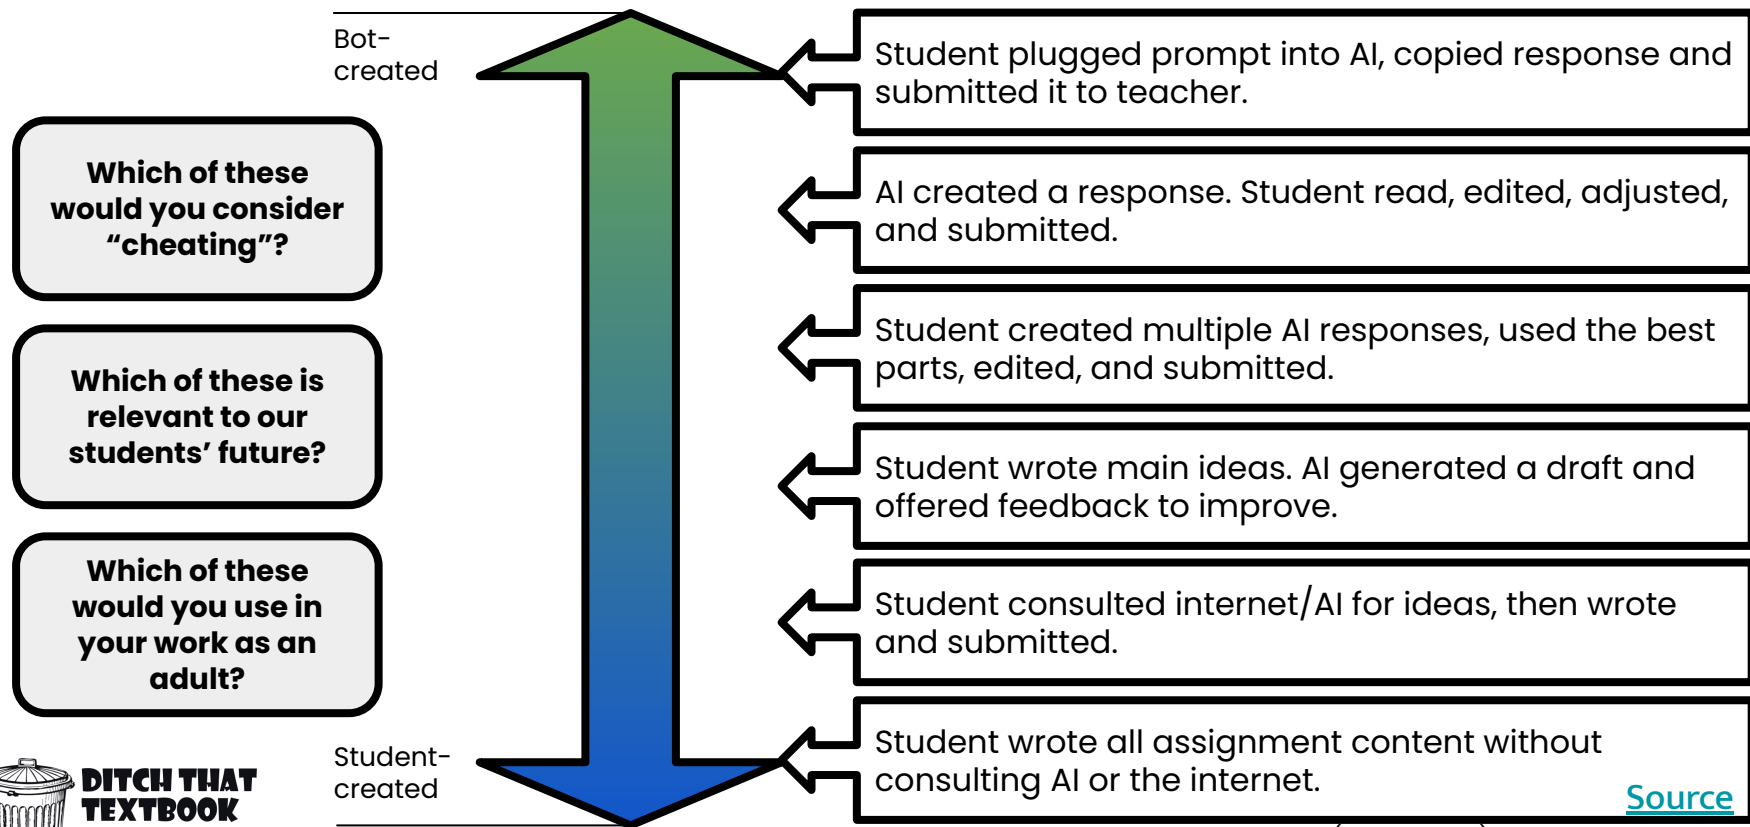 Bot-
created
Student plugged prompt into AI, copied response and
submitted it to teacher.
Which of these
would you consider
“cheating”?
AI created a response. Student read, edited, adjusted,
and submitted.
Student created multiple AI responses, used the best
parts, edited, and submitted.
Which of these is
relevant to our
students’ future?
Student wrote main ideas. AI generated a draft and
offered feedback to improve.
Which of these
would you use in
your work as an
adult?
Student consulted internet/AI for ideas, then wrote
and submitted.
Student-
created
Student wrote all assignment content without
consulting AI or the internet.
Source
DITCH THAT
TEXTBOOK